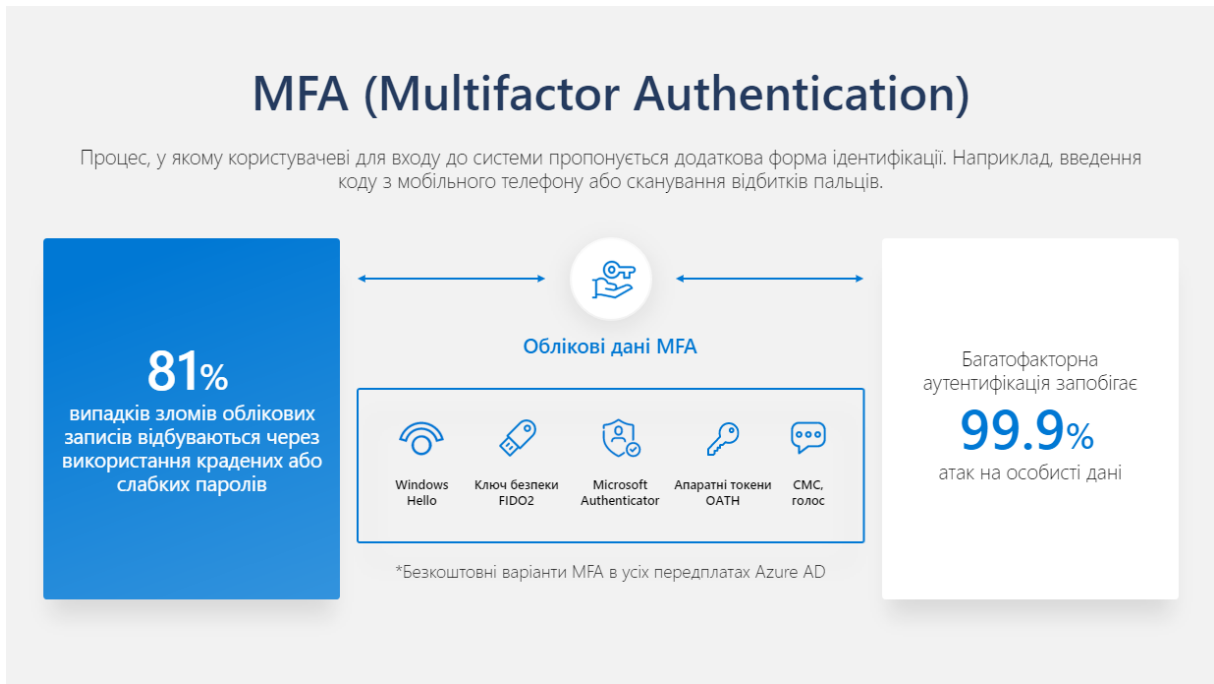 MFA (Multifactor Authentication)
Процес, у якому користувачеві для входу до системи пропонується додаткова форма ідентифікації. Наприклад, введення
коду з мобільного телефону або сканування відбитків пальців.
81%
випадків зломів облікових
записів відбуваються через
використання крадених або
слабких паролів
Облікові дані MFA
Windows
Hello
Ключ безпеки
FIDO2
Microsoft
Authenticator
Апаратні токени
OATH
СМС,
голос
*Безкоштовні варіанти MFA в усіх передплатах Azure AD
Багатофакторна
аутентифікація запобігає
99.9%
атак на особисті дані